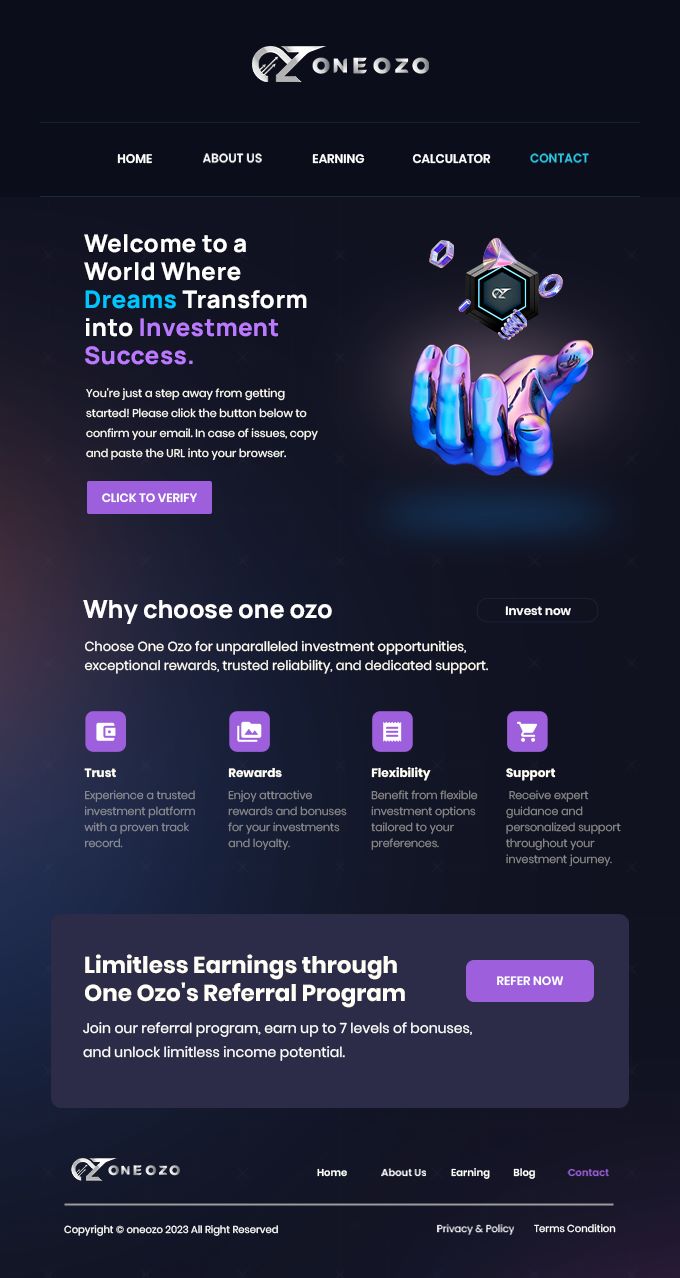 ONE OZO
HOME ABOUT US EARNING CALCULATOR CONTACT
Welcome to a
World Where
Dreams Transform
into Investment
Success.
You're just a step away from getting
started! Please click the button below to
confirm your email. In case of issues, copy
and paste the URL into your browser.
CLICK TO VERIFY
Why choose one ozo
Invest now
Choose One Ozo for unparalleled investment opportunities,
exceptional rewards, trusted reliability, and dedicated support.
Trust
Experience a trusted
investment platform
with a proven track
record.
Rewards
Enjoy attractive
rewards and bonuses
for your investments
and loyalty.
Flexibility
Benefit from flexible
investment options
tailored to your
preferences.
Support
Receive expert
guidance and
personalized support
throughout your
investment journey.
Limitless Earnings through
One Ozo's Referral Program
REFER NOW
Join our referral program, earn up to 7 levels of bonuses,
and unlock limitless income potential.
ONE OZO
Home About Us Earning Blog Contact
Copyright © oneozo 2023 All Right Reserved
Privacy & Policy Terms Condition